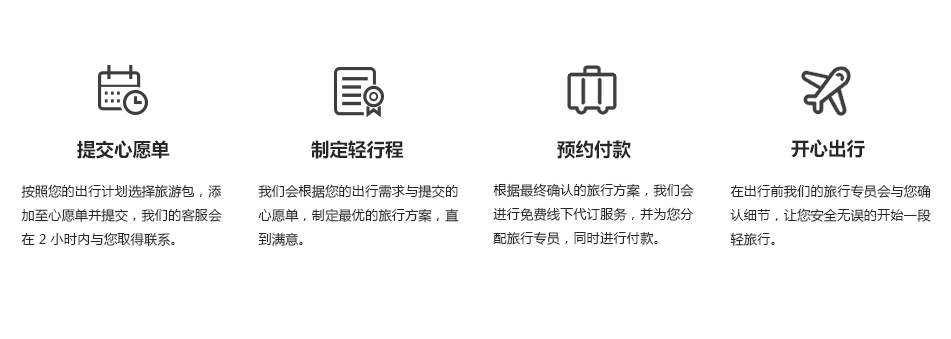 提交心愿单
按照您的出行计划选择旅游包，添
加至心愿单并提交，我们的客服会
在 2 小时内与您取得联系。
制定轻行程
我们会根据您的出行需求与提交的
心愿单，制定最优的旅行方案，直
到满意。
预约付款
根据最终确认的旅行方案，我们会
进行免费线下代订服务，并为您分
配旅行专员，同时进行付款。
开心出行
在出行前我们的旅行专员会与您确
认细节，让您安全无误的开始一段
轻旅行。